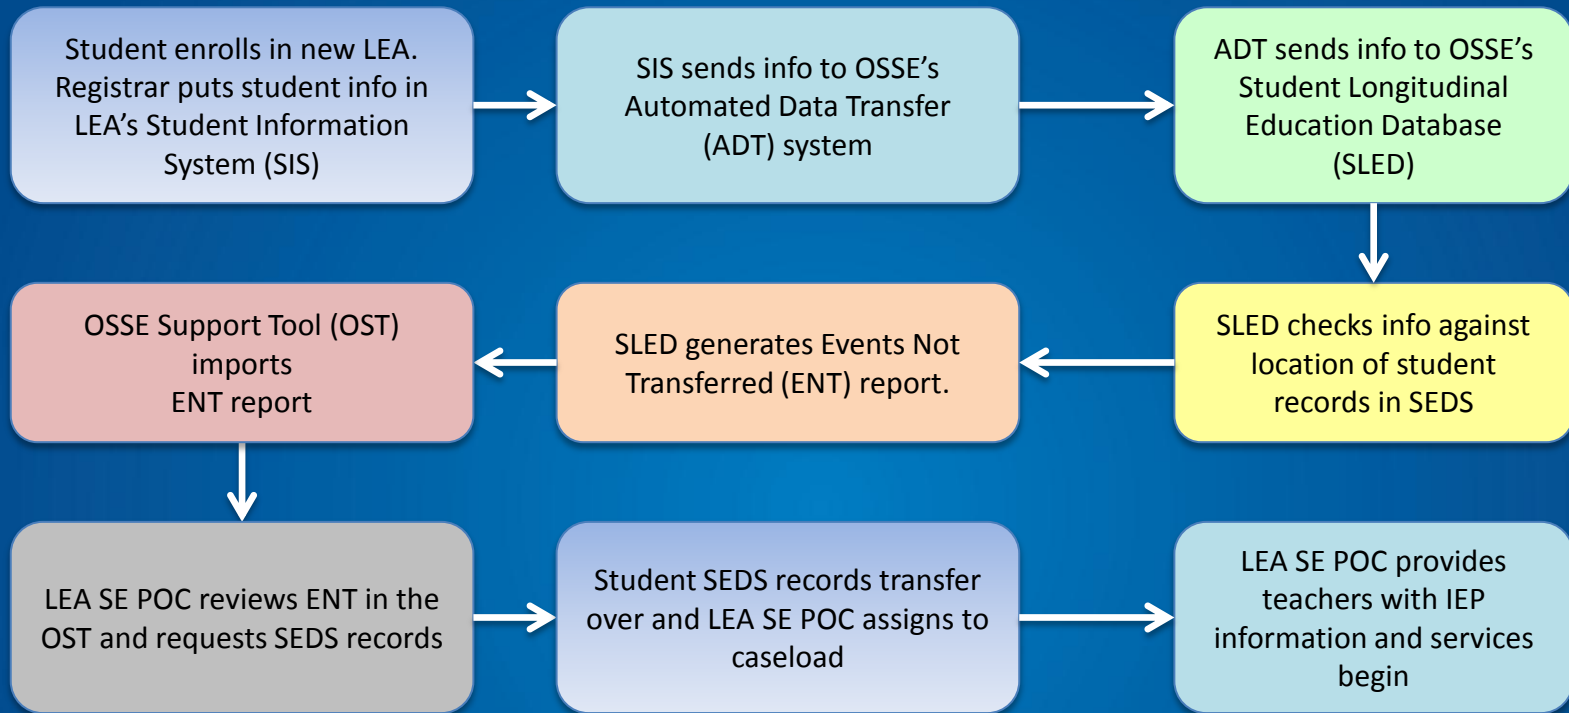 Student enrolls in new LEA.
Registrar puts student info in
LEA’s Student Information
System (SIS)
SIS sends info to OSSE’s
Automated Data Transfer
(ADT) system
ADT sends info to OSSE’s
Student Longitudinal
Education Database
(SLED)
SLED checks info against
location of student
records in SEDS
SLED generates Events Not
Transferred (ENT) report.
OSSE Support Tool (OST)
imports
ENT report
LEA SE POC reviews ENT in the
OST and requests SEDS records
Student SEDS records transfer
over and LEA SE POC assigns to
caseload
LEA SE POC provides
teachers with IEP
information and services
begin